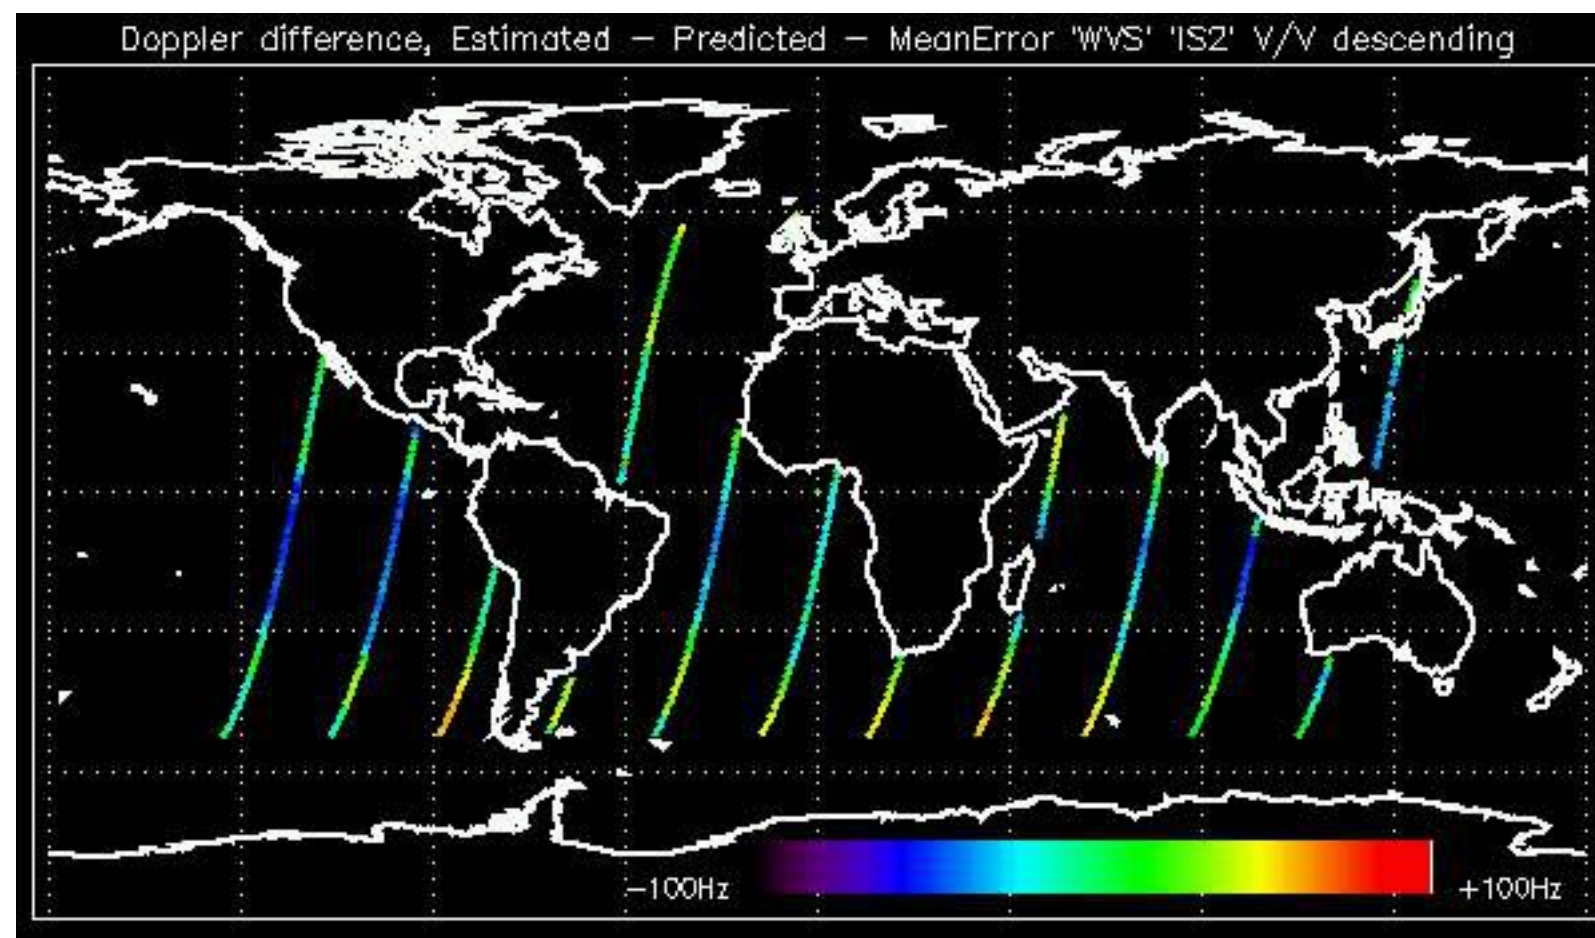 Doppler difference, Estimated – Predicted – MeanError 'WVS' 'IS2' V/V descending
−100Hz
+100Hz